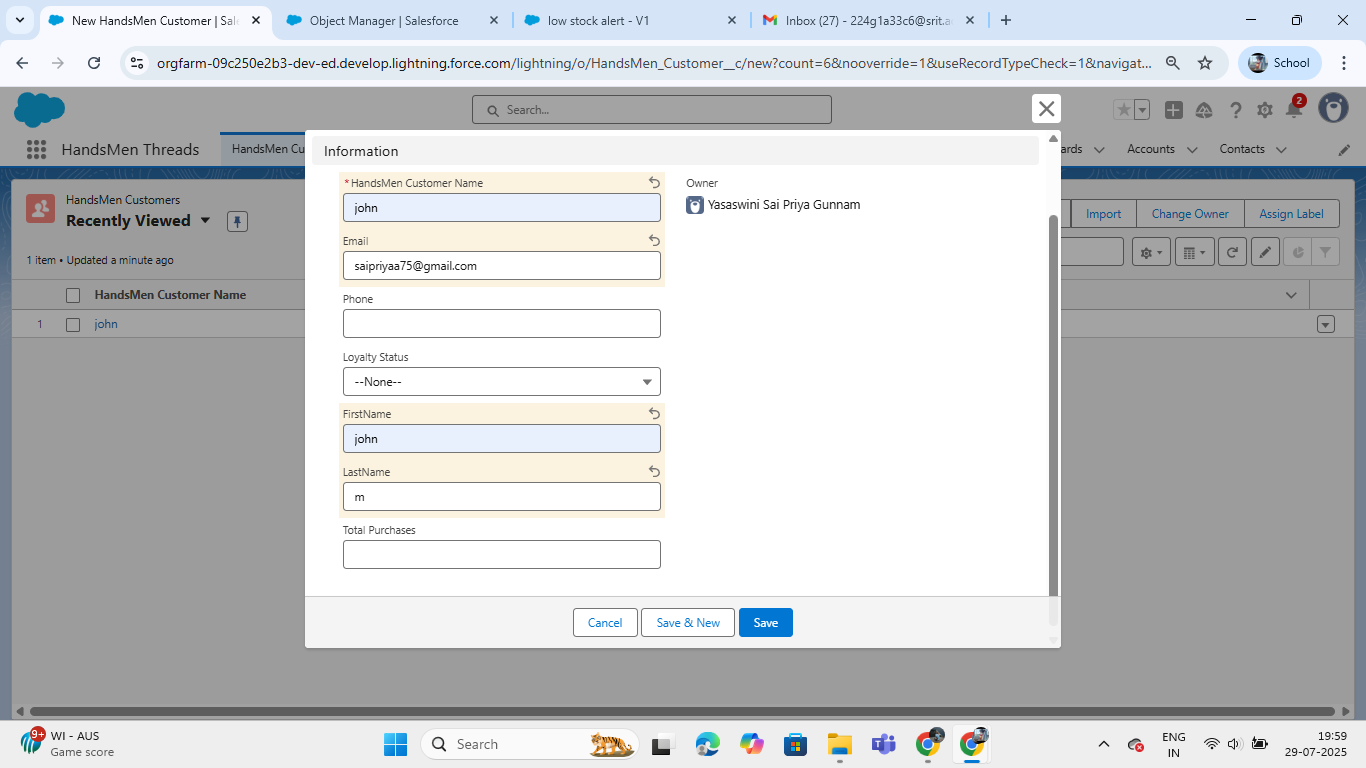 New HandsMen Customer | Sale
Object Manager | Salesforce
low stock alert - V1
Inbox (27) - 224g1a33c6@srit.a
orgfarm-09c250e2b3-dev-ed.develop.lightning.force.com/lightning/o/HandsMen_Customer__c/new?count=6&nooverride=1&useRecordTypeCheck=1&navigat...
School
Search...
2
HandsMen Threads
HandsMen Cu
ards
Accounts
Contacts
HandsMen Customers
Recently Viewed
Import
Change Owner
Assign Label
1 item • Updated a minute ago
HandsMen Customer Name
1
john
Information
*HandsMen Customer Name
john
Owner
Yasaswini Sai Priya Gunnam
Email
saipriyaa75@gmail.com
Phone
Loyalty Status
--None--
FirstName
john
LastName
m
Total Purchases
Cancel
Save & New
Save
9+
WI - AUS
Game score
Search
ENG
IN
19:59
29-07-2025